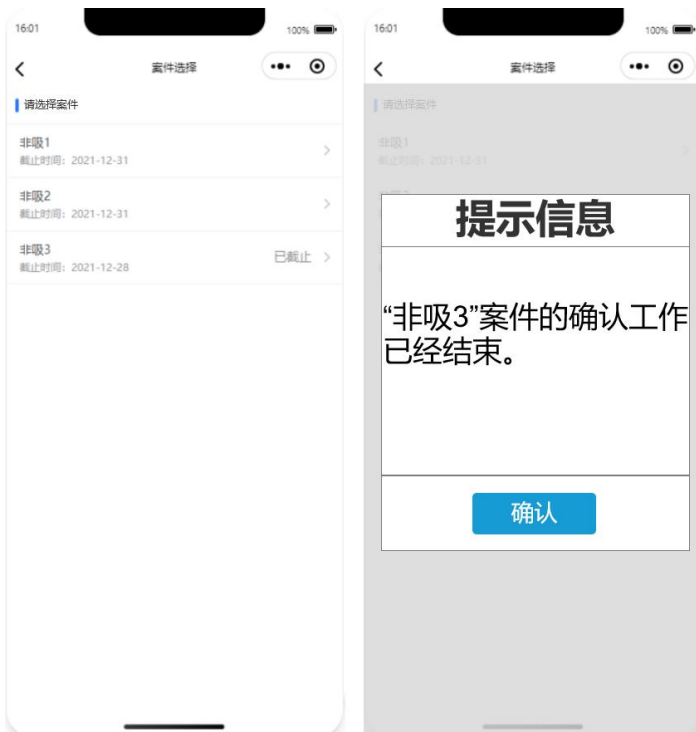 16:01
100%
案件选择
请选择案件
非吸1
截止时间：2021-12-31
非吸2
截止时间：2021-12-31
非吸3
已截止
截止时间：2021-12-28
16:01
100%
案件选择
请选择案件
非吸1
截止时间：2021-12-31
提示信息
“非吸3”案件的确认工作
已经结束。
确认